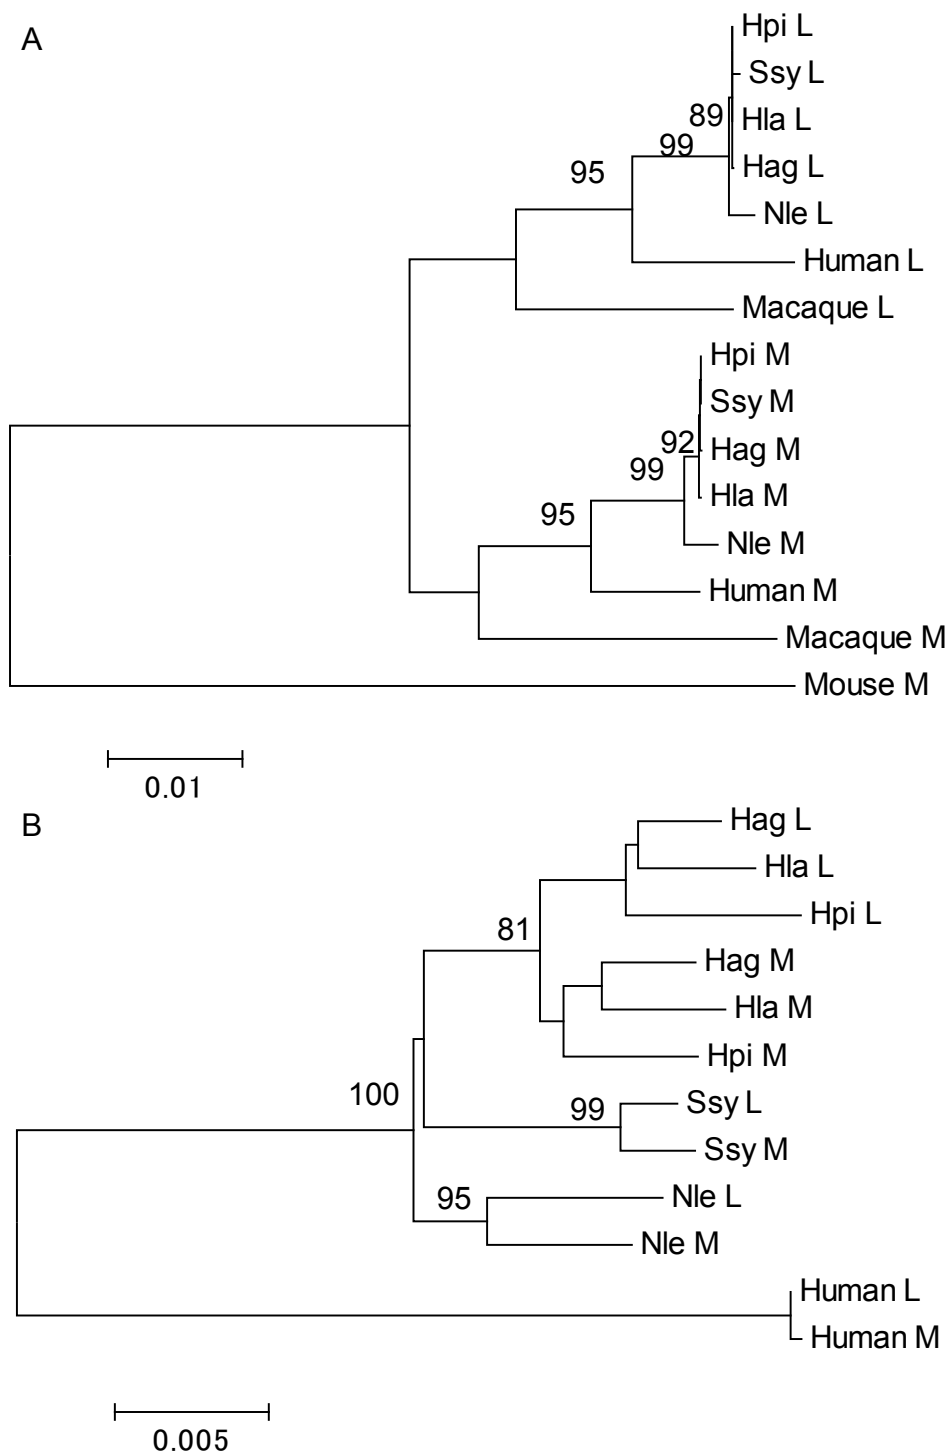 A
Hpi L
Ssy L
89
Hla L
99
95
Hag L
Nle L
Human L
Macaque L
Hpi M
Ssy M
92
Hag M
99
Hla M
95
Nle M
Human M
Macaque M
Mouse M
0.01
B
Hag L
Hla L
Hpi L
81
Hag M
Hla M
Hpi M
100
Ssy L
99
Ssy M
95
Nle L
Nle M
Human L
Human M
0.005